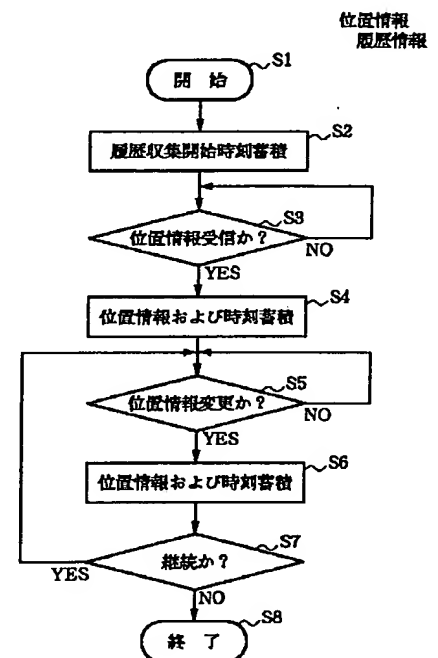 位置情報
履歴情報
S1
開 始
S2
履歴収集開始時刻蓄積
S3
位置情報受信か？
NO
YES
S4
位置情報および時刻蓄積
S5
位置情報変更か？
NO
YES
S6
位置情報および時刻蓄積
S7
継続か？
YES
NO
S8
終 了